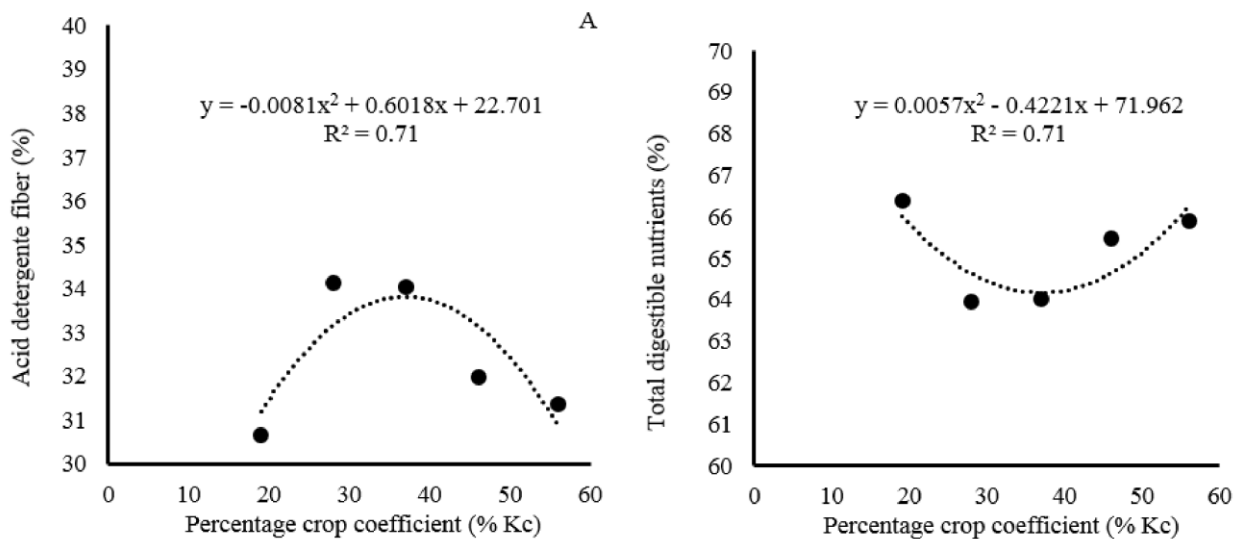 A
40
39
38
37
36
35
34
33
32
31
30
Acid detergente fiber (%)
y = -0.0081x² + 0.6018x + 22.701
R² = 0.71
0 20 30 40 50 60
Percentage crop coefficient (% Kc)
70
69
68
67
66
65
64
63
62
61
60
Total digestible nutrients (%)
y = 0.0057x² - 0.4221x + 71.962
R² = 0.71
0 20 30 40 50 60
Percentage crop coefficient (% Kc)